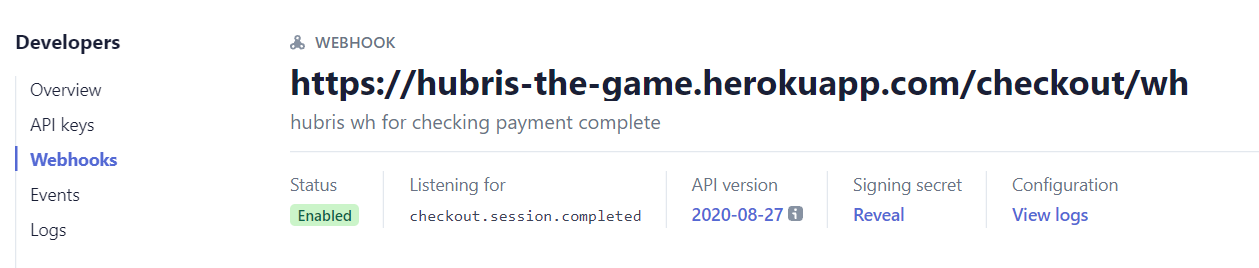 Developers
Overview
API keys
Webhooks
Events
Logs
WEBHOOK
https://hubris-the-game.herokuapp.com/checkout/wh
hubris wh for checking payment complete
Status
Enabled
Listening for
checkout.session.completed
API version
2020-08-27
Signing secret
Reveal
Configuration
View logs